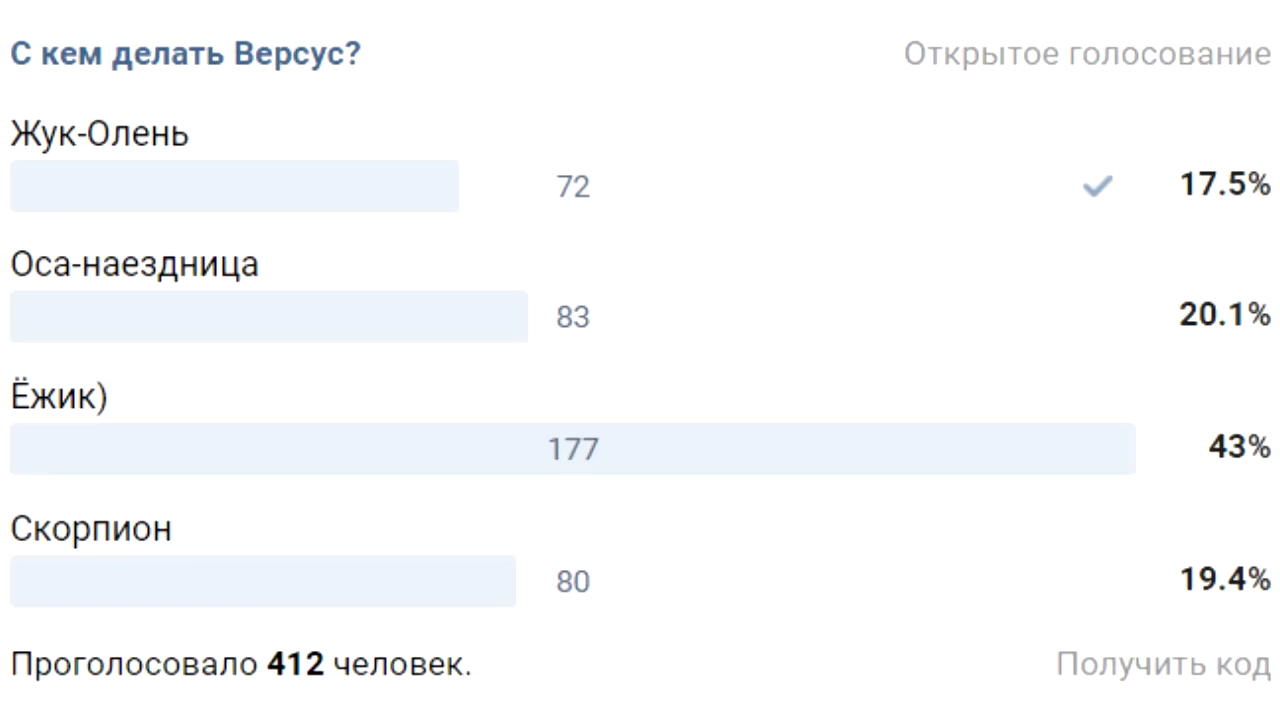 С кем делать Версус? Открытое голосование
Жук-Олень
72 17.5%
Оса-наездница
83 20.1%
Ёжик)
177 43%
Скорпион
80 19.4%
Проголосовало 412 человек. Получить код